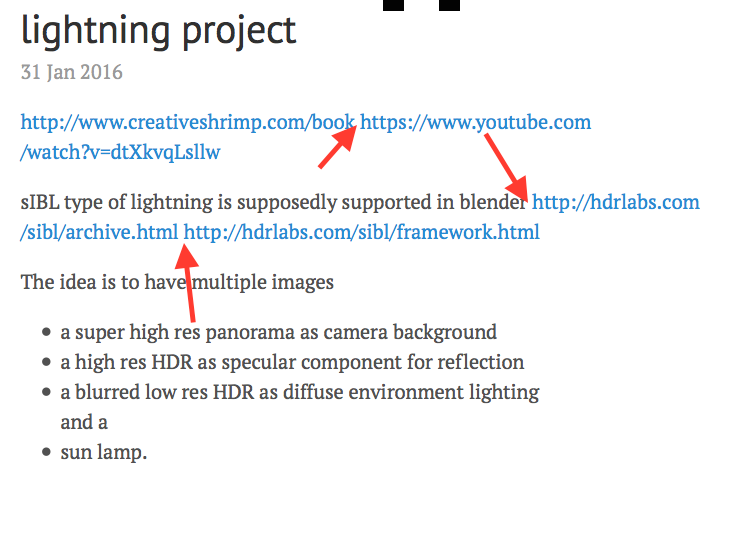 lightning project
31 Jan 2016
http://www.creativeshrimp.com/book https://www.youtube.com
/watch?v=dtXkvqLsllw
sIBL type of lightning is supposedly supported in blender http://hdrlabs.com
/sibl/archive.html http://hdrlabs.com/sibl/framework.html
The idea is to have multiple images
• a super high res panorama as camera background
• a high res HDR as specular component for reflection
• a blurred low res HDR as diffuse environment lighting
and a
• sun lamp.